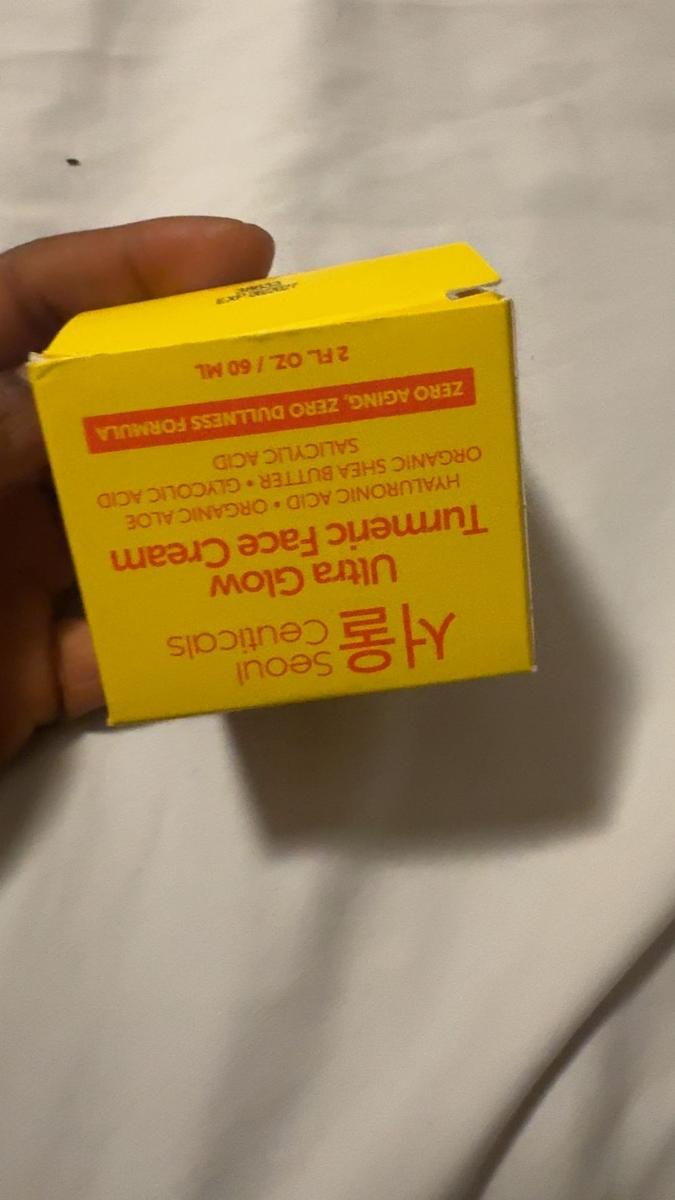 서울
Seoul
Ceuticals
Ultra Glow
Turmeric Face Cream
HYALURONIC ACID • ORGANIC ALOE
ORGANIC SHEA BUTTER • GLYCOLIC ACID
SALICYLIC ACID
ZERO AGING, ZERO DULLNESS FORMULA
2 FL. OZ. / 60 ML